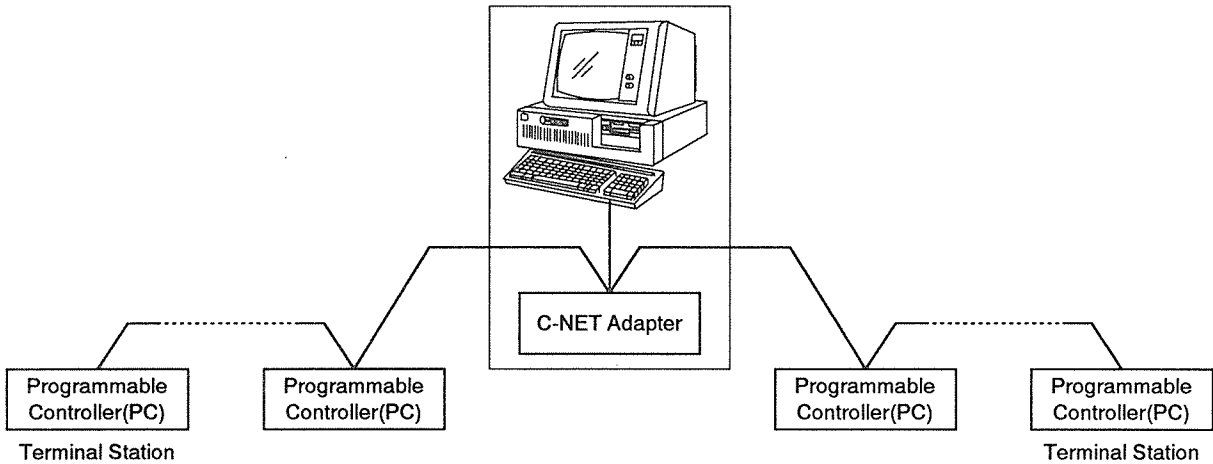 C-NET Adapter
Programmable
Controller(PC)
Terminal Station
Programmable
Controller(PC)
Programmable
Controller(PC)
Programmable
Controller(PC)
Terminal Station